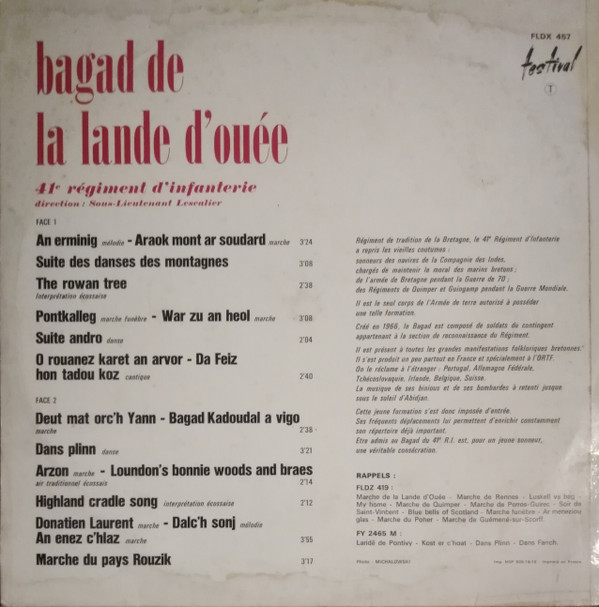 FLDX 457
festival
T
bagad de
la lande d'ouée
41e régiment d'infanterie
direction : Sous-Lieutenant Lescalier
FACE 1
An erminig mélodie - Araok mont ar soudard marche 3'24
Suite des danses des montagnes 3'08
The rowan tree 2'38
Interprétation écossaise
Pontkalleg marche funèbre - War zu an heol marche 3'08
Suite andro danse 2'04
O rouanez karet an arvor - Da Feiz
hon tadou koz cantique 2'40
FACE 2
Deut mat orc'h Yann - Bagad Kadoudal a vigo
marche 2'38
Dans plinn danse 3'21
Arzon marche - Loundon's bonnie woods and braes
air traditionnel écossais 2'14
Highland cradle song interprétation écossaise 2'12
Donatien Laurent marche - Dalc'h sonj mélodie
An enez c'hlaz marche 3'55
Marche du pays Rouzik 3'17
Régiment de tradition de la Bretagne, le 41e Régiment d'Infanterie
a repris les vieilles coutumes :
sonneurs des navires de la Compagnie des Indes,
chargés de maintenir le moral des marins bretons ;
de l'armée de Bretagne pendant la Guerre de 70 ;
des Régiments de Quimper et Guingamp pendant la Guerre Mondiale.
Il est le seul corps de l'Armée de terre autorisé à posséder
une telle formation.
Créé en 1966, le Bagad est composé de soldats du contingent
appartenant à la section de reconnaissance du Régiment.
Il est présent à toutes les grandes manifestations folkloriques bretonnes.
Il s'est produit un peu partout en France et spécialement à l'ORTF.
On le réclame à l'étranger : Portugal, Allemagne Fédérale,
Tchécoslovaquie, Irlande, Belgique, Suisse.
La musique de ses binious et de ses bombardes à retenti jusque
sous le soleil d'Abidjan.
Cette jeune formation s'est donc imposée d'entrée.
Ses fréquents déplacements lui permettent d'enrichir constamment
son répertoire déjà important.
Etre admis au Bagad du 41e R.I. est, pour un jeune sonneur,
une véritable consécration.
RAPPELS :
FLDZ 419 :
Marche de la Lande d'Ouée - Marche de Rennes - Luskell va bag -
My home - Marche de Quimper - Marche de Perros-Guirec - Soir de
Saint-Vincent - Blue bells of Scotland - Marche funèbre - Ar menezioe
glas - Marche du Poher - Marche de Guémené-sur-Scorff.
FY 2465 M :
Laridé de Pontivy - Kost er c'hoat - Dans Plinn - Dans Fanch.
Photo : MICHALOWSKI
Imprimé en France